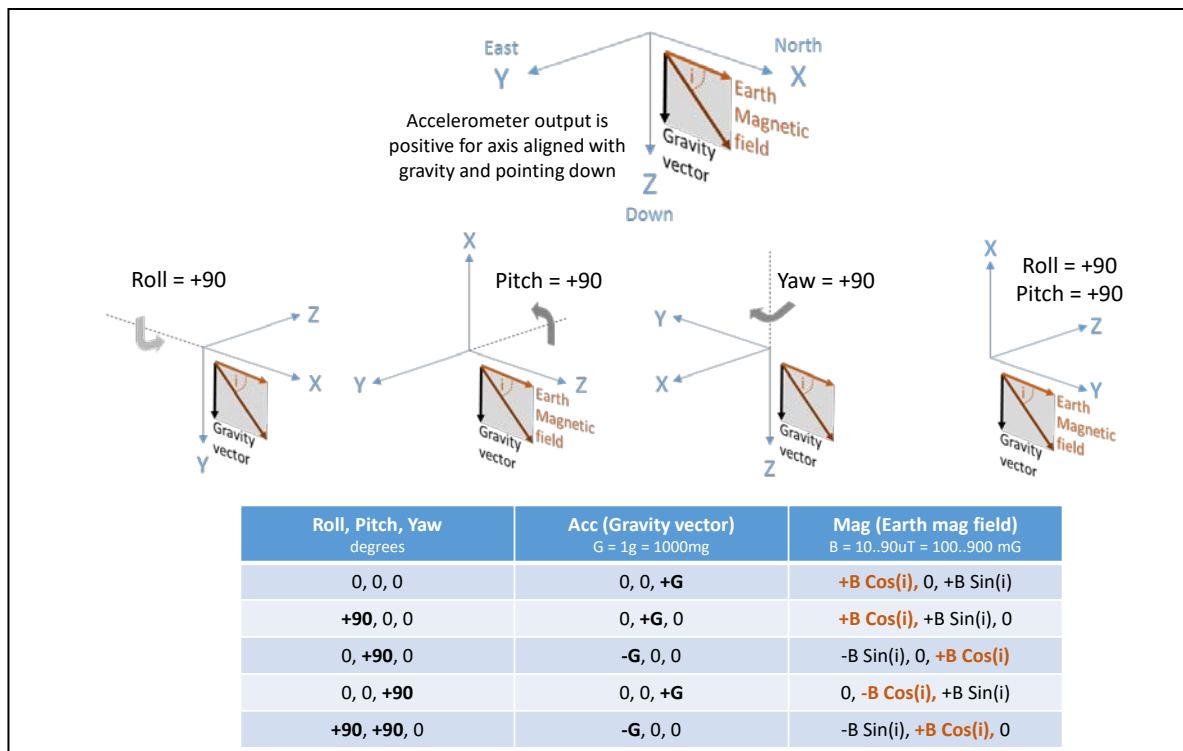 East
Y
North
X
i
Earth
Magnetic
field
Gravity
vector
Z
Down
Accelerometer output is
positive for axis aligned with
gravity and pointing down
Roll = +90
Z
X
Y
i
Gravity
vector
X
Pitch = +90
Y
Z
i
Earth
Magnetic
field
Gravity
vector
Yaw = +90
Y
X
Z
i
Gravity
vector
X
Roll = +90
Pitch = +90
Z
Y
i
Earth
Magnetic
field
Gravity
vector
Roll, Pitch, Yaw Acc (Gravity vector) Mag (Earth mag field)
degrees G = 1g = 1000mg B = 10..90uT = 100..900 mG
0, 0, 0 0, 0, +G +B Cos(i), 0, +B Sin(i)
+90, 0, 0 0, +G, 0 +B Cos(i), +B Sin(i), 0
0, +90, 0 -G, 0, 0 -B Sin(i), 0, +B Cos(i)
0, 0, +90 0, 0, +G 0, -B Cos(i), +B Sin(i)
+90, +90, 0 -G, 0, 0 -B Sin(i), +B Cos(i), 0